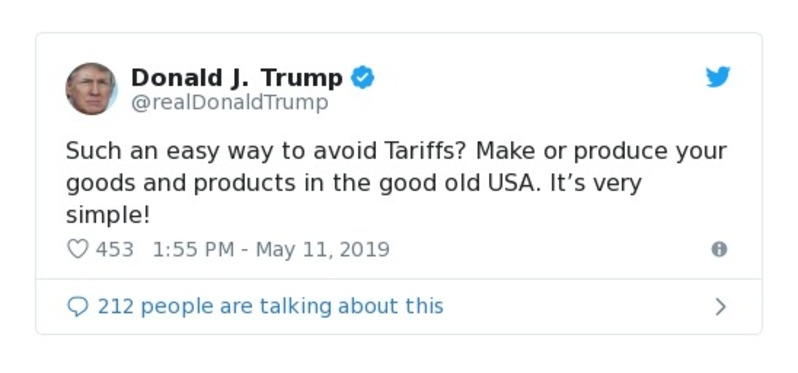 Donald J. Trump
@realDonaldTrump
Such an easy way to avoid Tariffs? Make or produce your
goods and products in the good old USA. It’s very
simple!
453 1:55 PM - May 11, 2019
212 people are talking about this